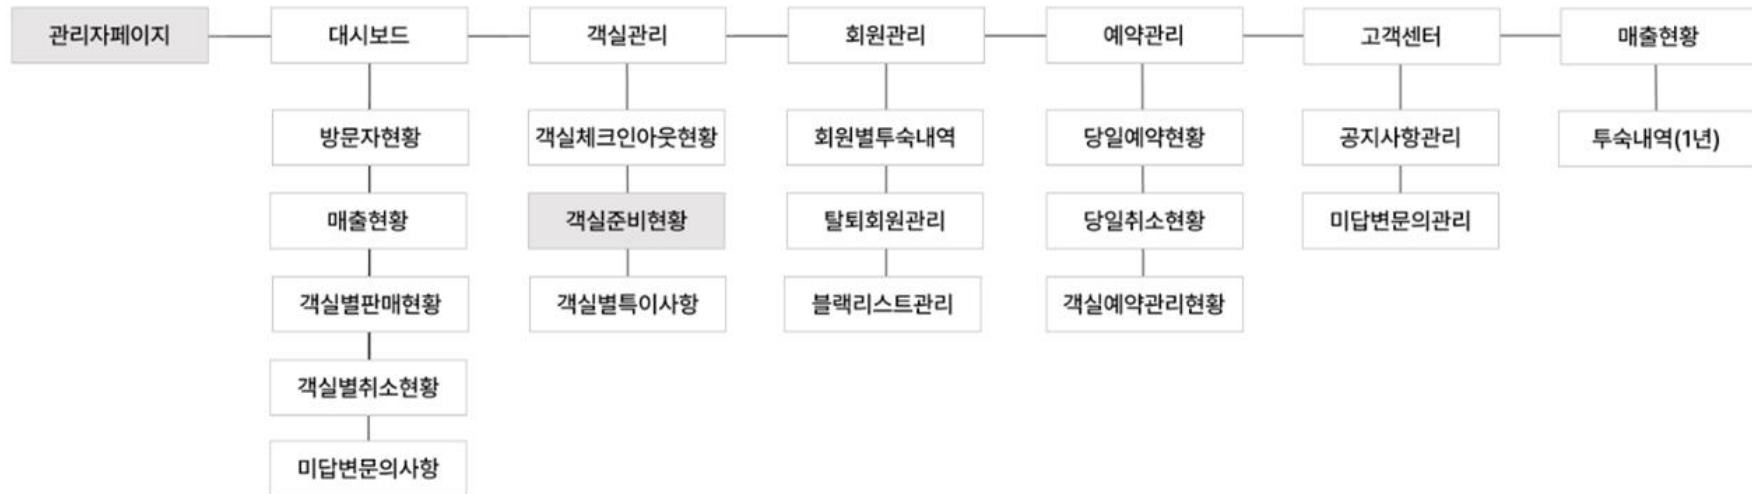 관리자페이지
대시보드
객실관리
회원관리
예약관리
고객센터
매출현황
방문자현황
객실체크인아웃현황
회원별투숙내역
당일예약현황
공지사항관리
투숙내역(1년)
매출현황
객실준비현황
탈퇴회원관리
당일취소현황
미답변문의관리
객실별판매현황
객실별특이사항
블랙리스트관리
객실예약관리현황
객실별취소현황
미답변문의사항